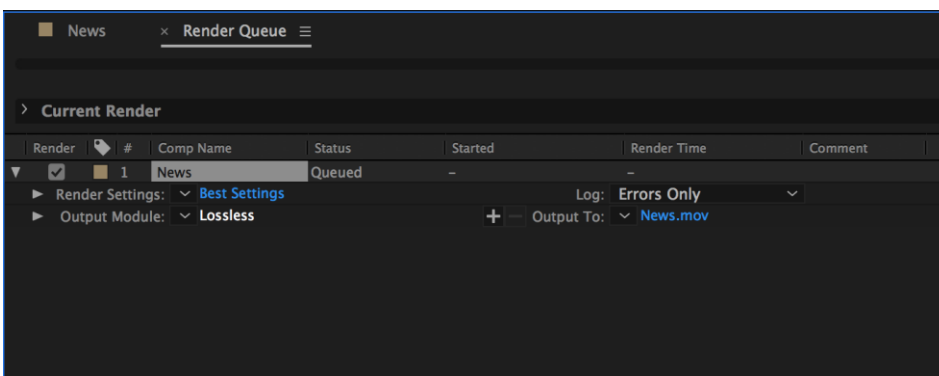 News × Render Queue
Current Render
Render # Comp Name Status Started Render Time Comment
1 News Queued – –
Render Settings: Best Settings Log: Errors Only
Output Module: Lossless + – Output To: News.mov